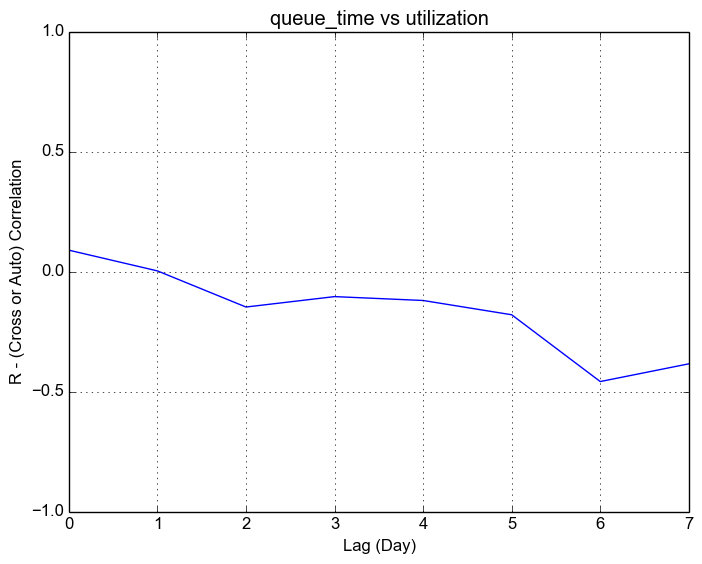 queue_time vs utilization
1.0
0.5
0.0
−0.5
−1.0
R - (Cross or Auto) Correlation
0 1 2 3 4 5 6 7
Lag (Day)